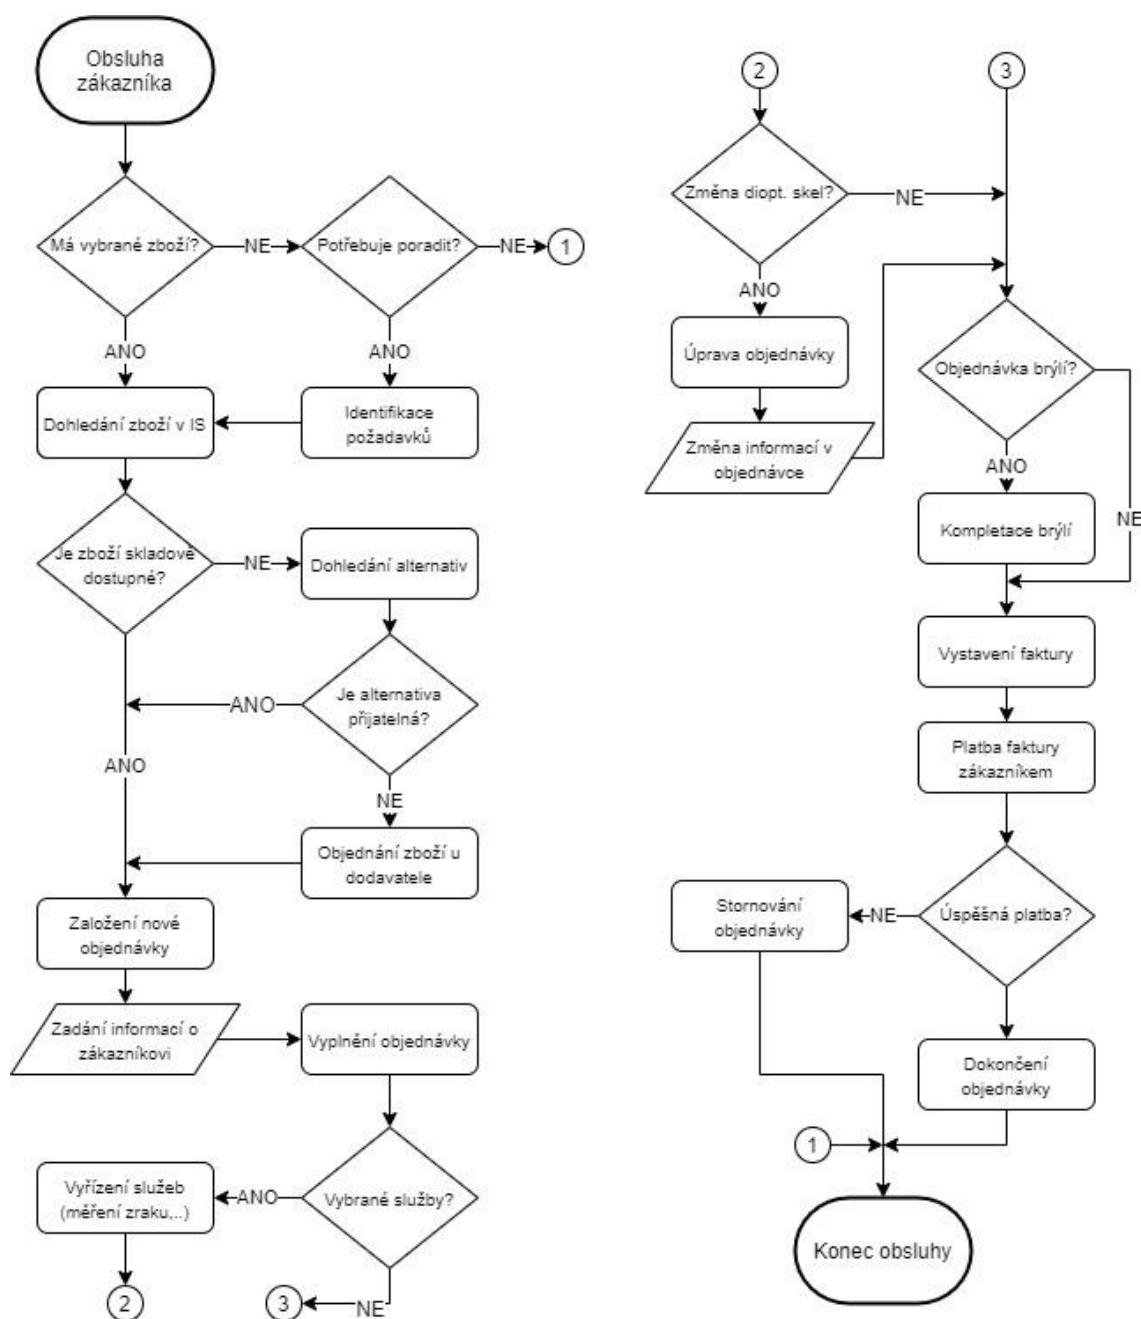 Obsluha
zákazníka
Má vybrané zboží?
NE
Potřebuje poradit?
NE
1
ANO
ANO
Dohledání zboží v IS
Identifikace
požadavků
Je zboží skladově
dostupné?
NE
Dohledání alternativ
Je alternativa
přijatelná?
ANO
ANO
NE
Objednání zboží u
dodavatele
Založení nové
objednávky
Zadání informací o
zákazníkovi
Vyplnění objednávky
Vybrané služby?
ANO
Vyřízení služeb
(měření zraku,..)
2
3
NE
2
3
Změna diopt. skel?
NE
ANO
Úprava objednávky
Změna informací v
objednávce
Objednávka brýlí?
ANO
NE
Kompletace brýlí
Vystavení faktury
Platba faktury
zákazníkem
Úspěšná platba?
NE
Stornování
objednávky
Dokončení
objednávky
1
Konec obsluhy